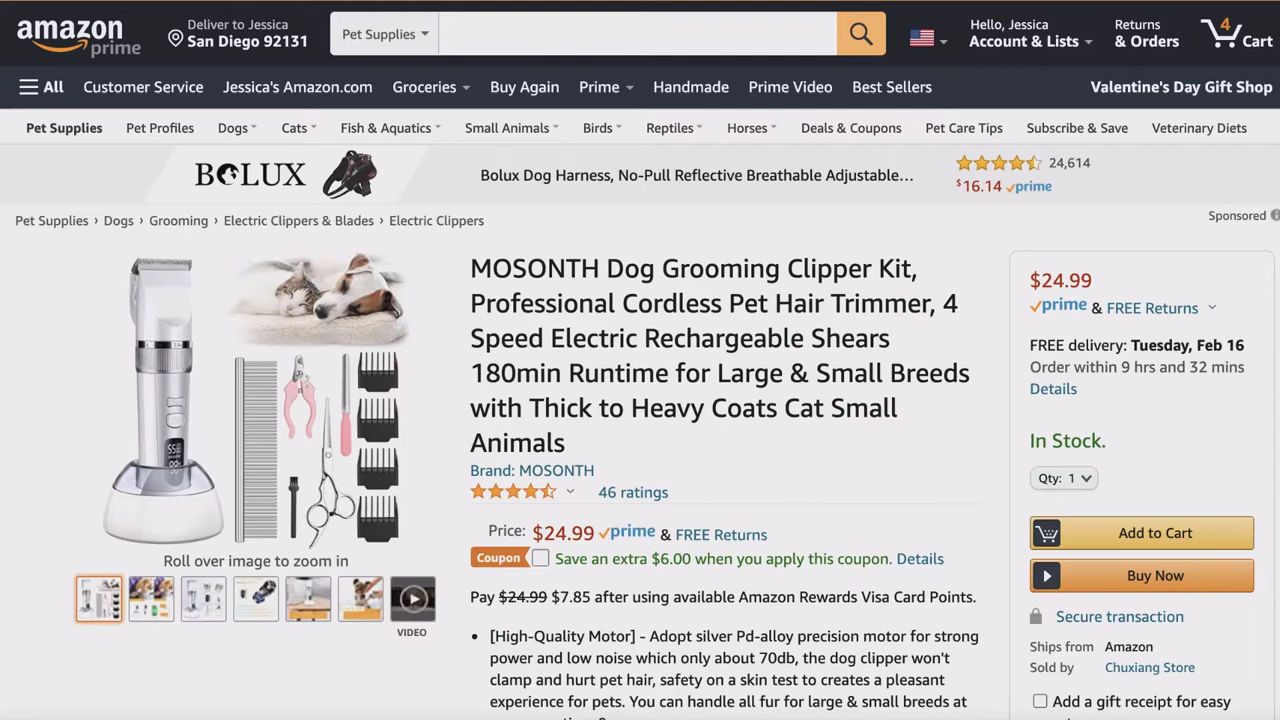 amazon
prime
Deliver to Jessica
San Diego 92131
Pet Supplies
Hello, Jessica
Account & Lists
Returns
& Orders
4
Cart
All
Customer Service
Jessica's Amazon.com
Groceries
Buy Again
Prime
Handmade
Prime Video
Best Sellers
Valentine's Day Gift Shop
Pet Supplies
Pet Profiles
Dogs
Cats
Fish & Aquatics
Small Animals
Birds
Reptiles
Horses
Deals & Coupons
Pet Care Tips
Subscribe & Save
Veterinary Diets
BOLUX
Bolux Dog Harness, No-Pull Reflective Breathable Adjustable…
24,614
$16.14 prime
Pet Supplies › Dogs › Grooming › Electric Clippers & Blades › Electric Clippers
Sponsored
MOSONTH Dog Grooming Clipper Kit,
Professional Cordless Pet Hair Trimmer, 4
Speed Electric Rechargeable Shears
180min Runtime for Large & Small Breeds
with Thick to Heavy Coats Cat Small
Animals
Brand: MOSONTH
46 ratings
Price: $24.99 prime & FREE Returns
Coupon Save an extra $6.00 when you apply this coupon. Details
Pay $24.99 $7.85 after using available Amazon Rewards Visa Card Points.
• [High-Quality Motor] - Adopt silver Pd-alloy precision motor for strong
power and low noise which only about 70db, the dog clipper won't
clamp and hurt pet hair, safety on a skin test to creates a pleasant
experience for pets. You can handle all fur for large & small breeds at
Roll over image to zoom in
VIDEO
$24.99
prime & FREE Returns
FREE delivery: Tuesday, Feb 16
Order within 9 hrs and 32 mins
Details
In Stock.
Qty: 1
Add to Cart
Buy Now
Secure transaction
Ships from Amazon
Sold by Chuxiang Store
Add a gift receipt for easy